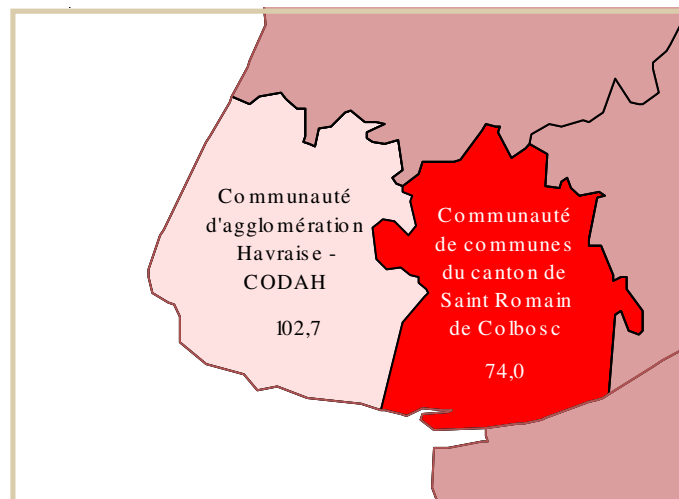 Communauté
d'agglomération
Havraise -
CODAH
102,7
Communauté
de communes
du canton de
Saint Romain
de Colbosc
74,0